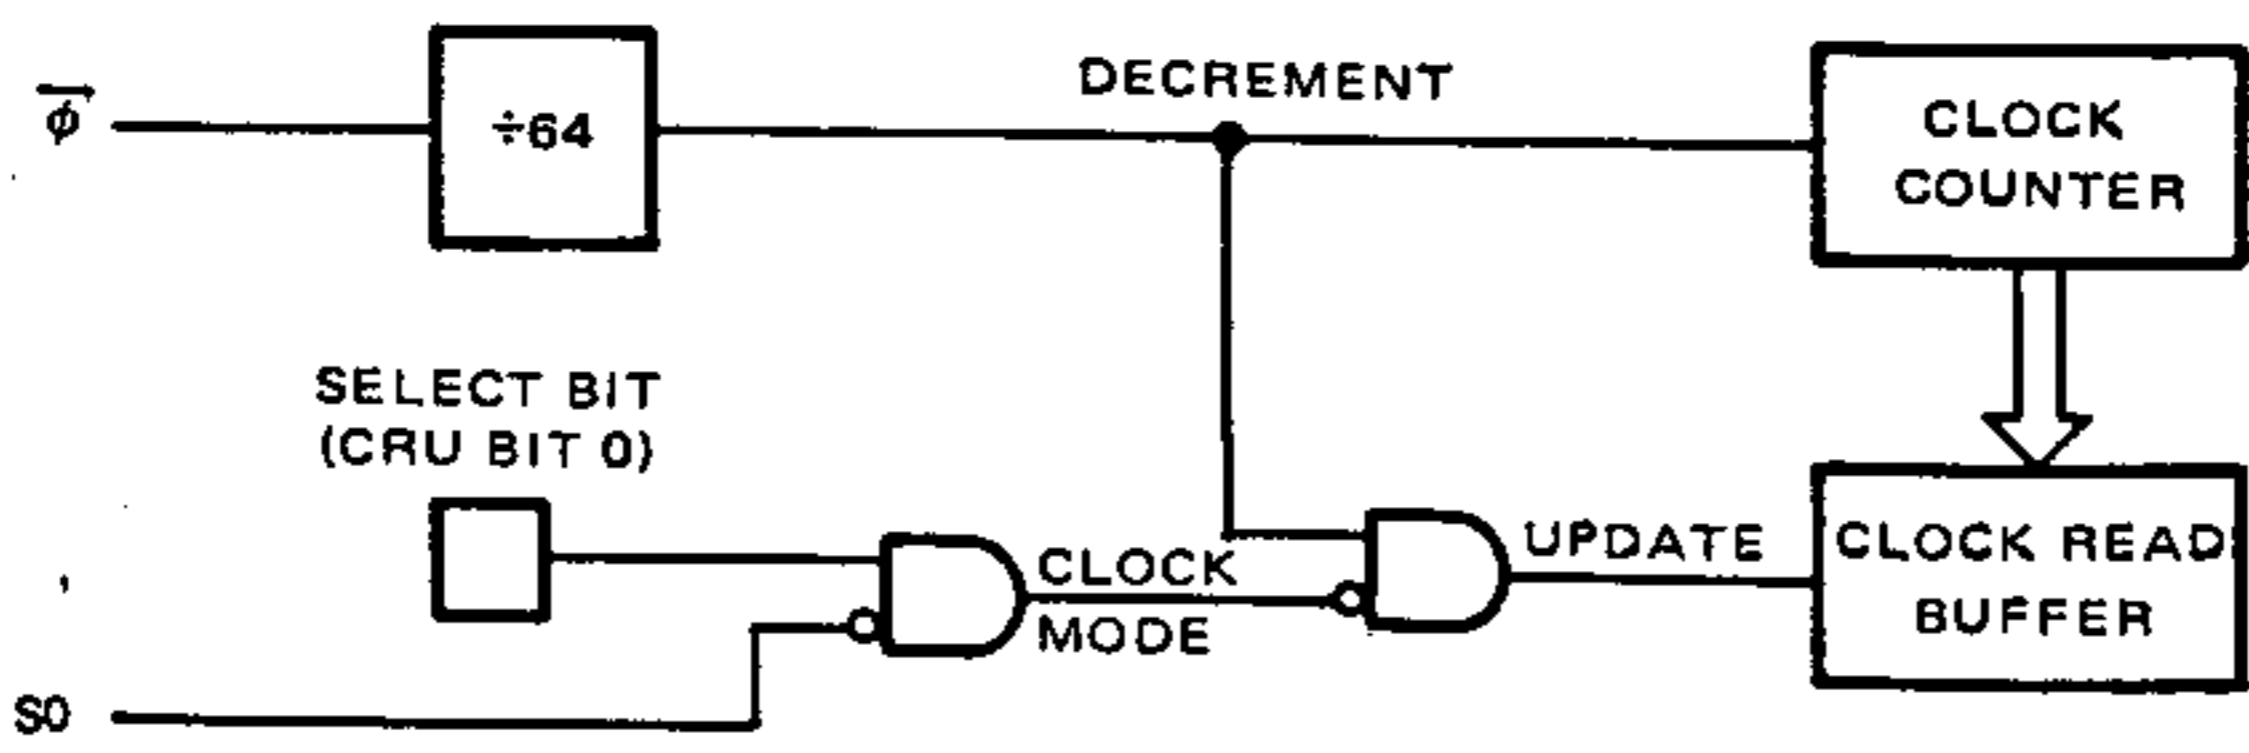 DECREMENT
φ̅
÷64
CLOCK
COUNTER
SELECT BIT
(CRU BIT 0)
CLOCK
MODE
UPDATE
CLOCK READ
BUFFER
S0